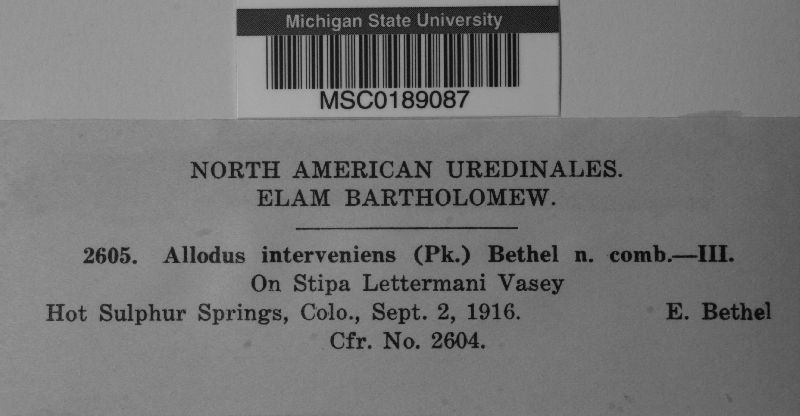 Michigan State University
MSC0189087
NORTH AMERICAN UREDINALES.
ELAM BARTHOLOMEW.
2605. Allodus interveniens (Pk.) Bethel n. comb.—III.
On Stipa Lettermani Vasey
Hot Sulphur Springs, Colo., Sept. 2, 1916. E. Bethel
Cfr. No. 2604.